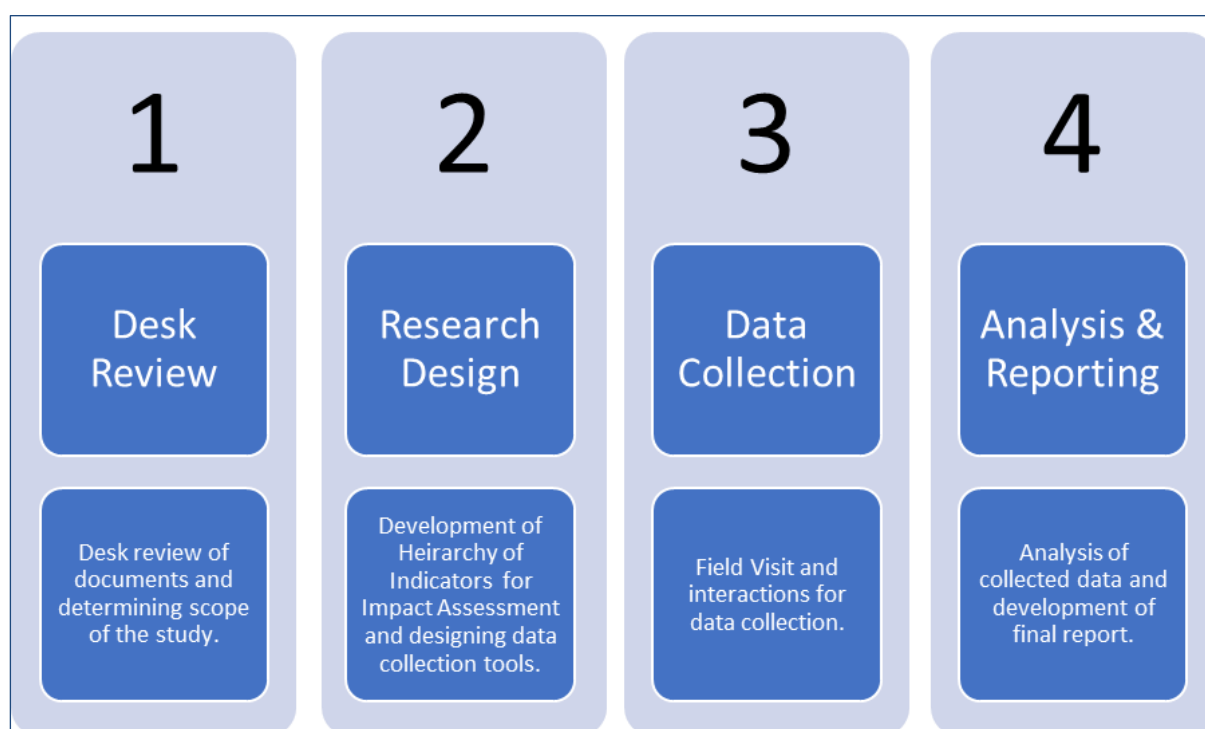 1
Desk
Review
Desk review of
documents and
determining scope
of the study.
2
Research
Design
Development of
Heirarchy of
Indicators for
Impact Assessment
and designing data
collection tools.
3
Data
Collection
Field Visit and
interactions for
data collection.
4
Analysis &
Reporting
Analysis of
collected data and
development of
final report.